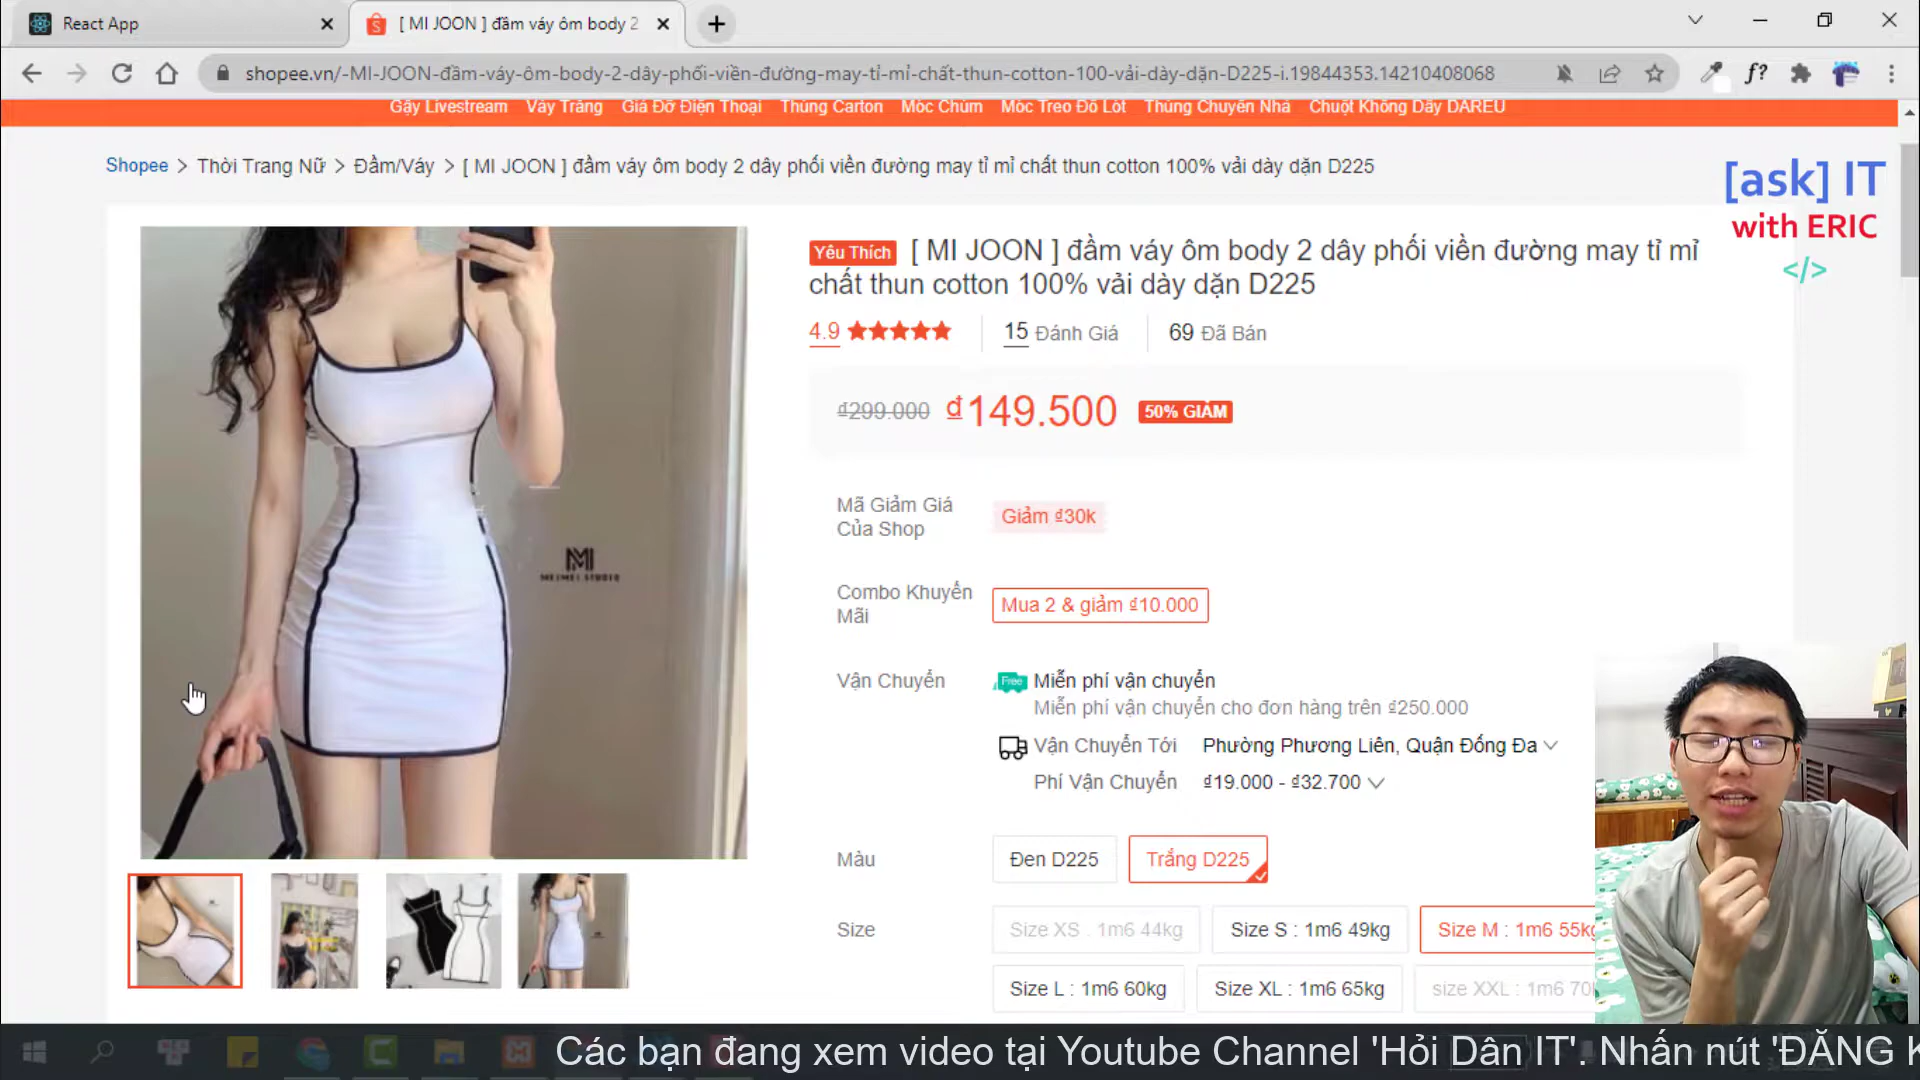 React App
[ MI JOON ] đầm váy ôm body 2
shopee.vn/-MI-JOON-đầm-váy-ôm-body-2-dây-phối-viền-đường-may-tỉ-mỉ-chất-thun-cotton-100-vải-dày-dặn-D225-i.19844353.14210408068
f?
Gậy Livestream Váy Trắng Giá Đỡ Điện Thoại Thùng Carton Móc Chùm Móc Treo Đồ Lót Thùng Chuyển Nhà Chuột Không Dây DAREU
Shopee > Thời Trang Nữ > Đầm/Váy > [ MI JOON ] đầm váy ôm body 2 dây phối viền đường may tỉ mỉ chất thun cotton 100% vải dày dặn D225
[ask] IT
with ERIC
</>
Yêu Thích [ MI JOON ] đầm váy ôm body 2 dây phối viền đường may tỉ mỉ
chất thun cotton 100% vải dày dặn D225
4.9 15 Đánh Giá 69 Đã Bán
₫299.000 ₫149.500 50% GIẢM
Mã Giảm Giá
Của Shop
Giảm ₫30k
MEIMEI STUDIO
Combo Khuyến
Mãi
Mua 2 & giảm ₫10.000
Vận Chuyển
Free Miễn phí vận chuyển
Miễn phí vận chuyển cho đơn hàng trên ₫250.000
Vận Chuyển Tới Phường Phương Liên, Quận Đống Đa
Phí Vận Chuyển ₫19.000 - ₫32.700
Màu Đen D225 Trắng D225
Size Size XS : 1m6 44kg Size S : 1m6 49kg Size M : 1m6 55kg
Size L : 1m6 60kg Size XL : 1m6 65kg size XXL : 1m6 70
Các bạn đang xem video tại Youtube Channel 'Hỏi Dân IT'. Nhấn nút 'ĐĂNG K